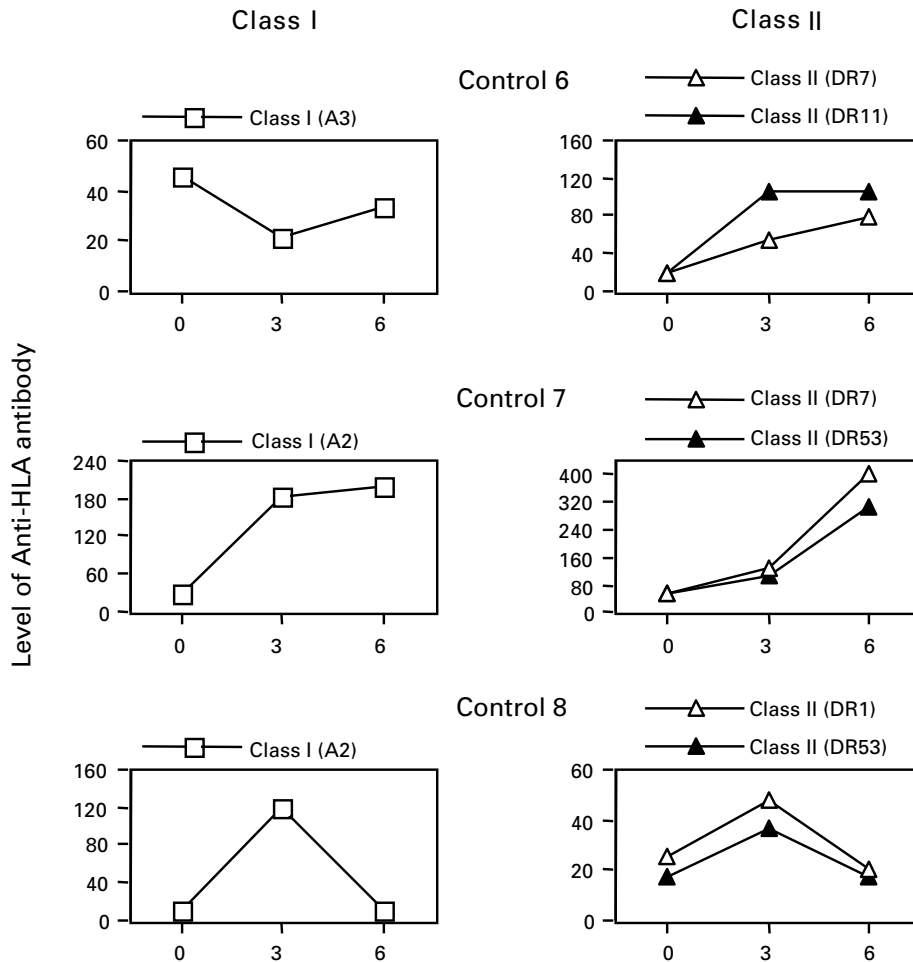 Class I
Class II
Level of Anti-HLA antibody
Control 6
Class I (A3)
60
40
20
0
0 3 6
Class II (DR7)
Class II (DR11)
160
120
80
40
0
0 3 6
Control 7
Class I (A2)
240
180
120
60
0
0 3 6
Class II (DR7)
Class II (DR53)
400
320
240
160
80
0
0 3 6
Control 8
Class I (A2)
160
120
80
40
0
0 3 6
Class II (DR1)
Class II (DR53)
60
40
20
0
0 3 6